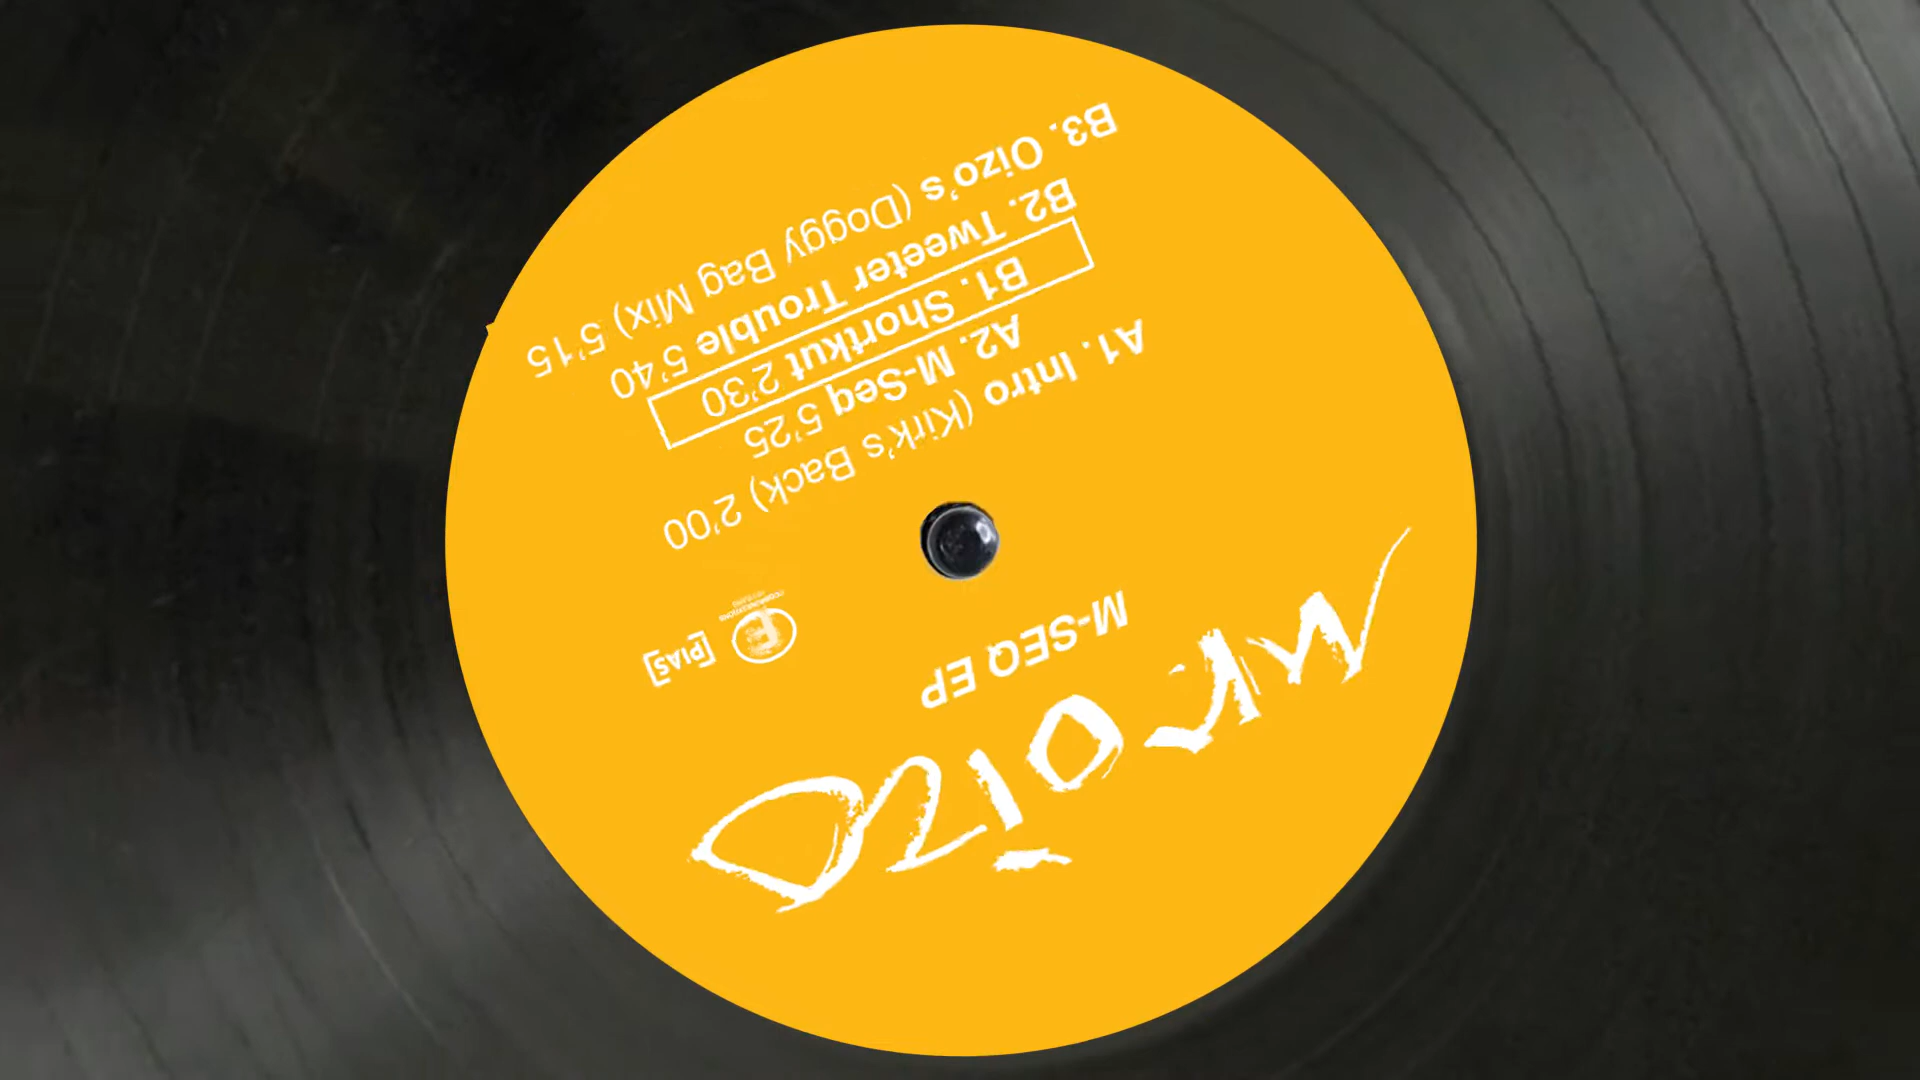 MR OIZO
M-SEQ EP
[PIAS]
A1. Intro (Kirk's Back) 2'00
A2. M-Seq 5'25
B1. Shortkut 2'30
B2. Tweeter Trouble 5'40
B3. Oizo's (Doggy Bag Mix) 5'15